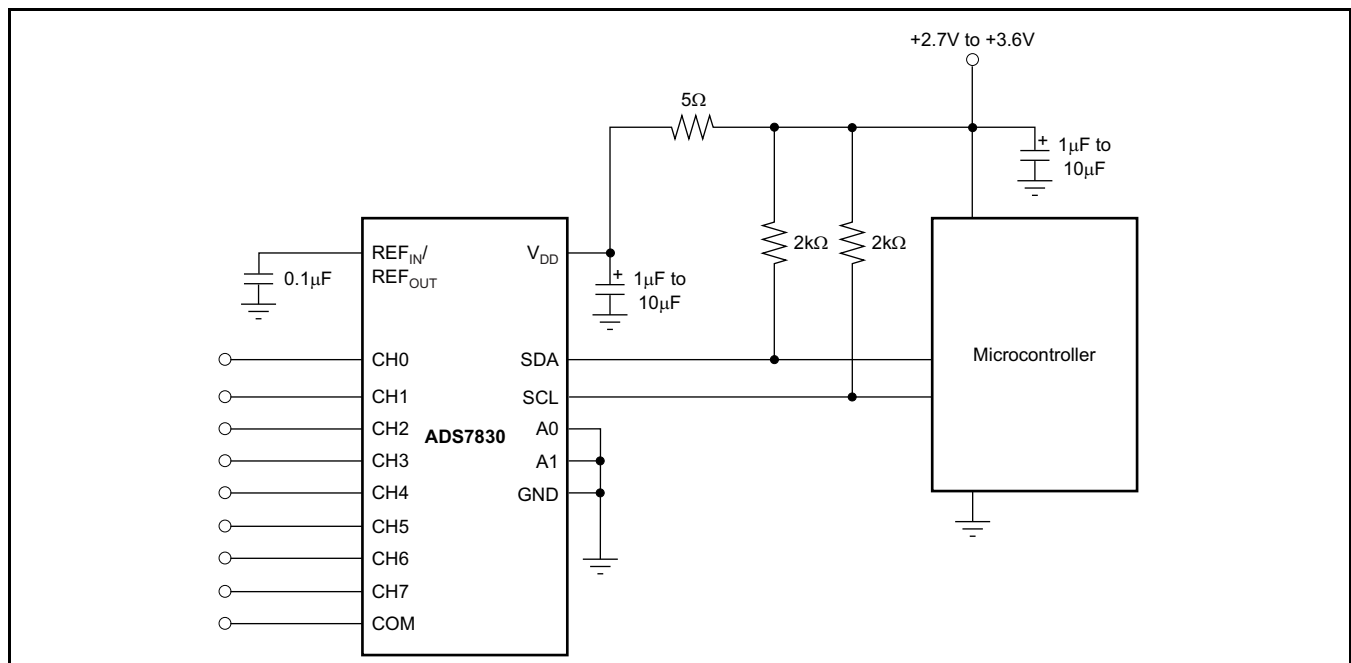 +2.7V to +3.6V
5Ω
+ 1μF to
10μF
2kΩ
2kΩ
REFIN/
REFOUT
VDD
0.1μF
+ 1μF to
10μF
CH0
SDA
Microcontroller
CH1
SCL
CH2
ADS7830
A0
CH3
A1
CH4
GND
CH5
CH6
CH7
COM